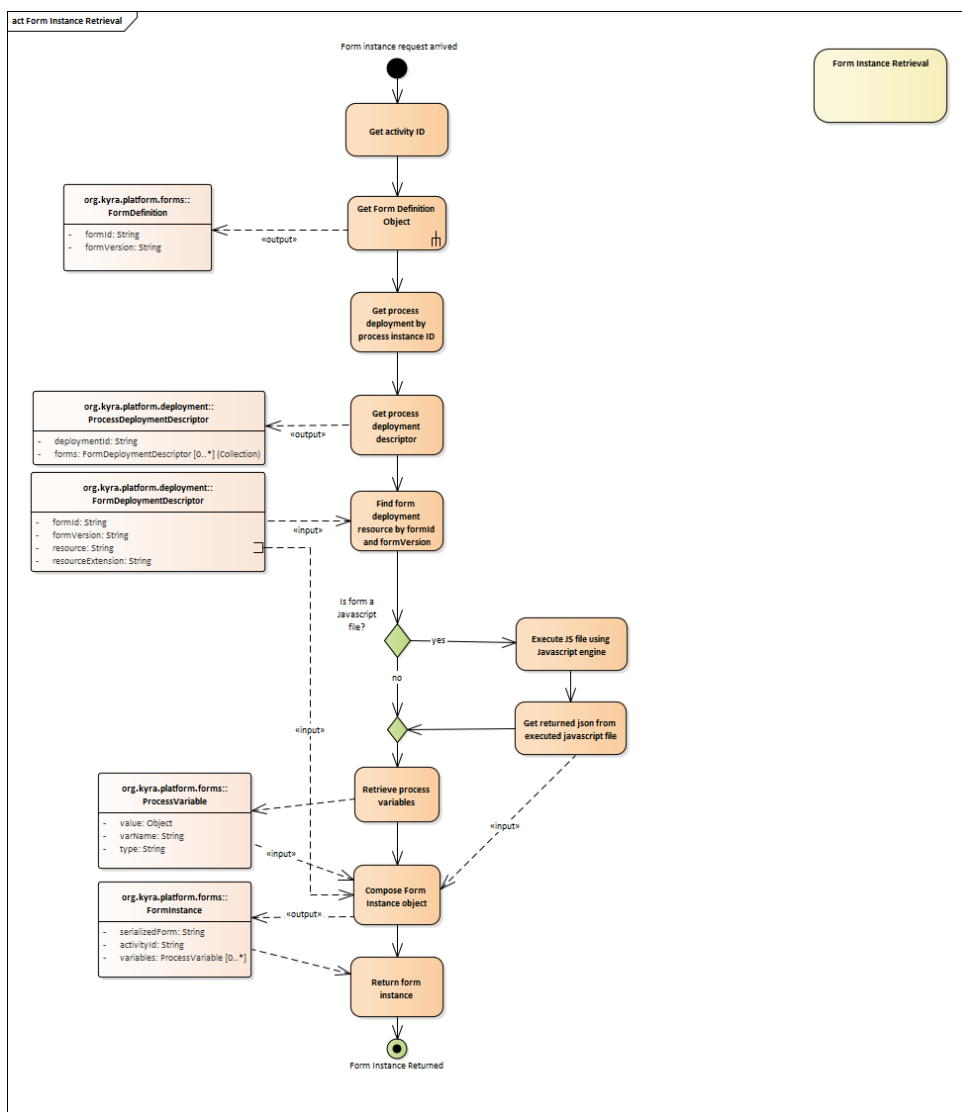 act Form Instance Retrieval
Form instance request arrived
Form Instance Retrieval
Get activity ID
org.kyra.platform.forms::
FormDefinition
- formId: String
- formVersion: String
Get Form Definition
Object
«output»
Get process
deployment by
process instance ID
org.kyra.platform.deployment::
ProcessDeploymentDescriptor
- deploymentId: String
- forms: FormDeploymentDescriptor [0..*] (Collection)
Get process
deployment
descriptor
«output»
org.kyra.platform.deployment::
FormDeploymentDescriptor
- formId: String
- formVersion: String
- resource: String
- resourceExtension: String
Find form
deployment
resource by formId
and formVersion
«input»
Is form a
Javascript
file?
yes
no
Execute JS file using
Javascript engine
Get returned json from
executed javascript file
«input»
org.kyra.platform.forms::
ProcessVariable
- value: Object
- varName: String
- type: String
Retrieve process
variables
«input»
«input»
org.kyra.platform.forms::
FormInstance
- serializedForm: String
- activityId: String
- variables: ProcessVariable [0..*]
Compose Form
Instance object
«output»
Return form
instance
Form Instance Returned